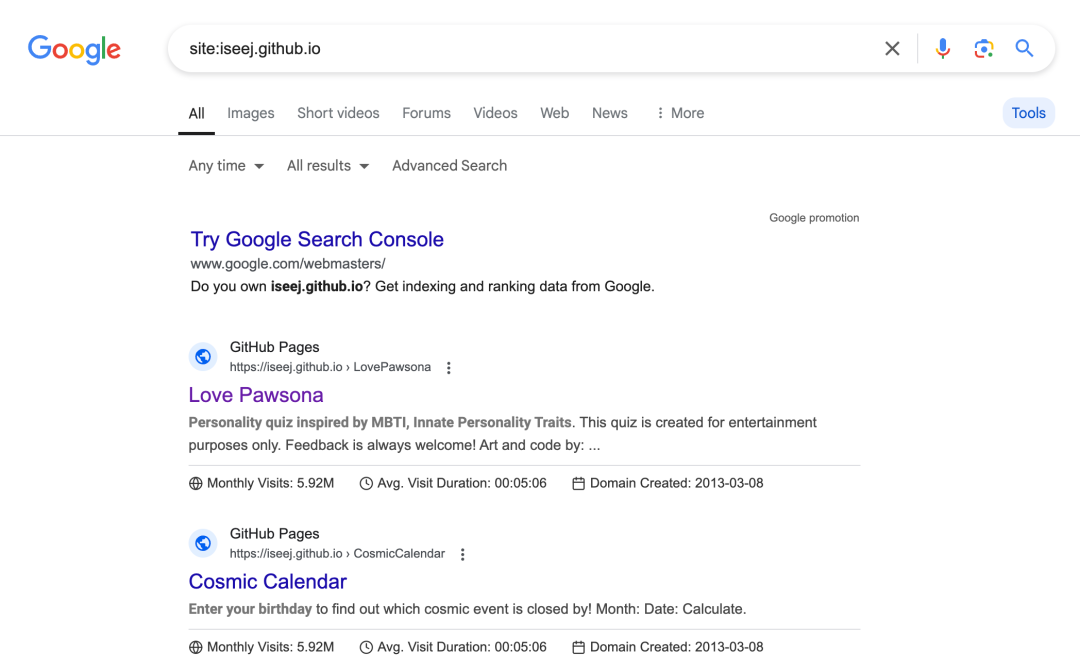 Google
site:iseej.github.io
All Images Short videos Forums Videos Web News More Tools
Any time All results Advanced Search
Google promotion
Try Google Search Console
www.google.com/webmasters/
Do you own iseej.github.io? Get indexing and ranking data from Google.
GitHub Pages
https://iseej.github.io › LovePawsona
Love Pawsona
Personality quiz inspired by MBTI, Innate Personality Traits. This quiz is created for entertainment
purposes only. Feedback is always welcome! Art and code by: ...
Monthly Visits: 5.92M Avg. Visit Duration: 00:05:06 Domain Created: 2013-03-08
GitHub Pages
https://iseej.github.io › CosmicCalendar
Cosmic Calendar
Enter your birthday to find out which cosmic event is closed by! Month: Date: Calculate.
Monthly Visits: 5.92M Avg. Visit Duration: 00:05:06 Domain Created: 2013-03-08